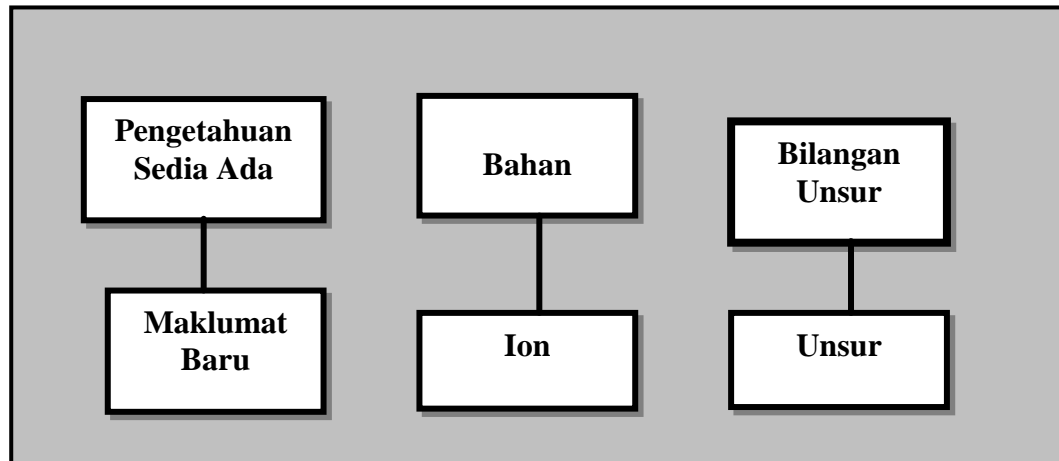 Pengetahuan
Sedia Ada
Bahan
Bilangan
Unsur
Maklumat
Baru
Ion
Unsur